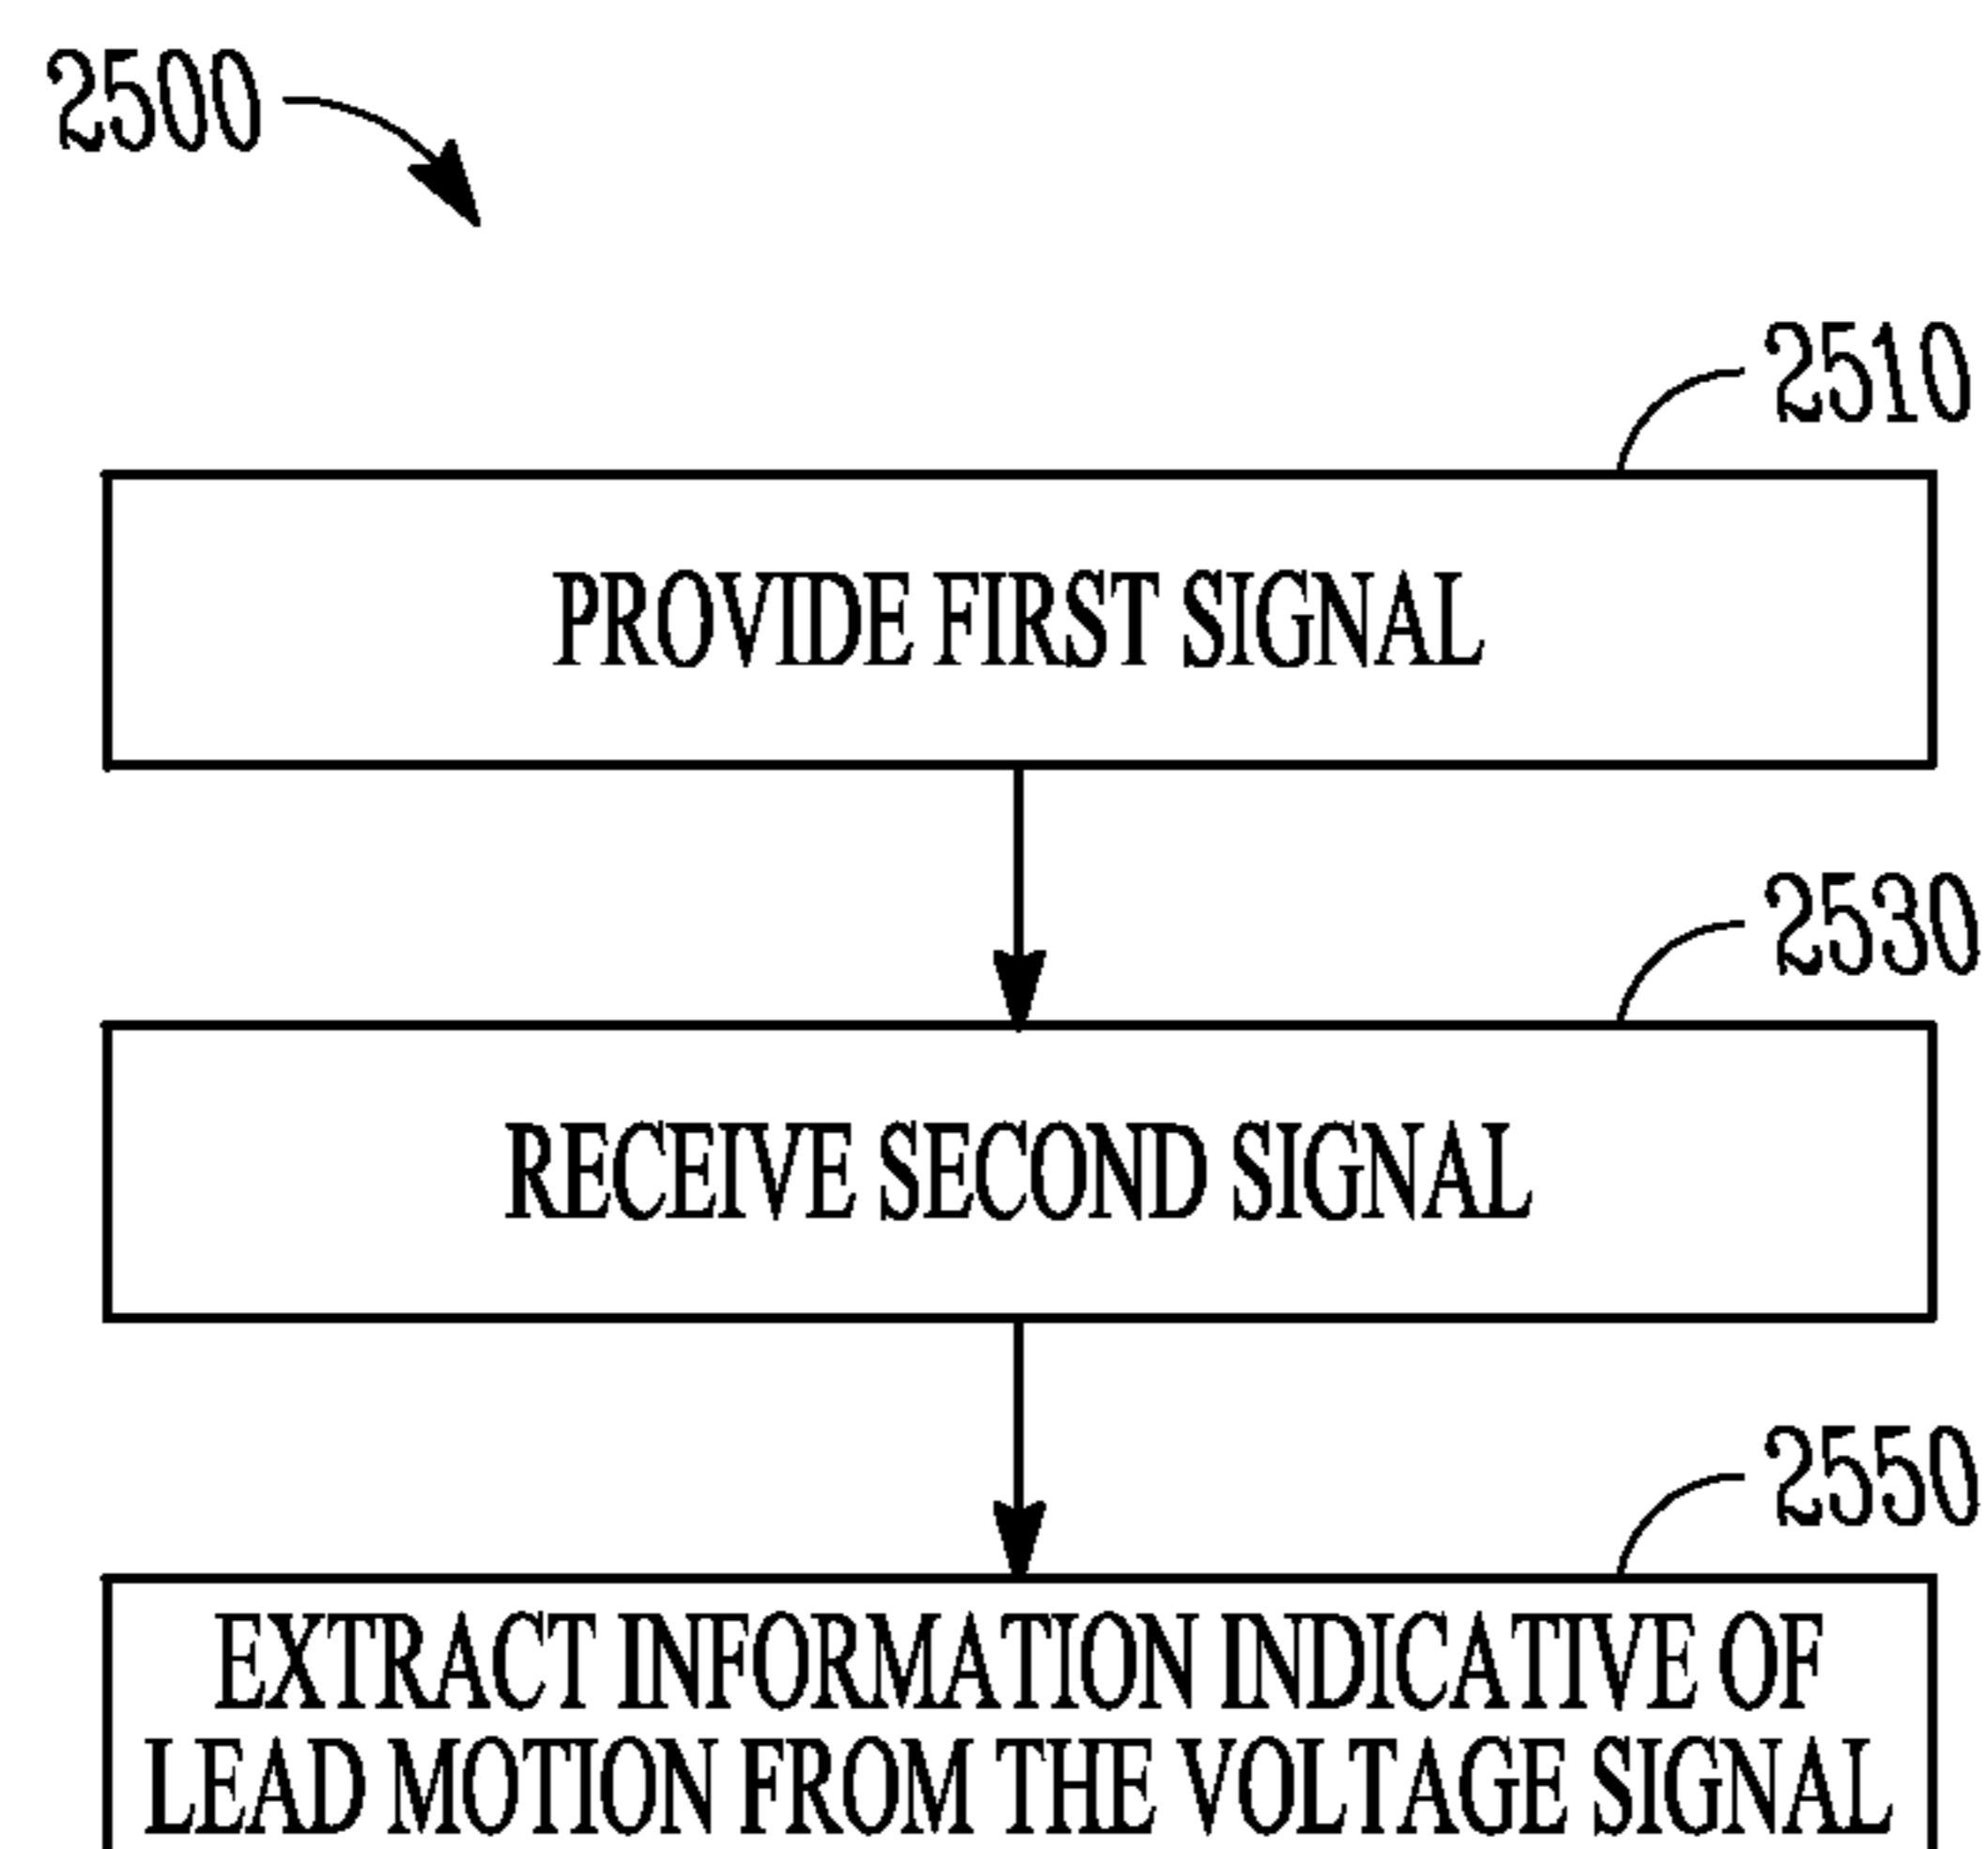 2500
2510
PROVIDE FIRST SIGNAL
2530
RECEIVE SECOND SIGNAL
2550
EXTRACT INFORMATION INDICATIVE OF
LEAD MOTION FROM THE VOLTAGE SIGNAL